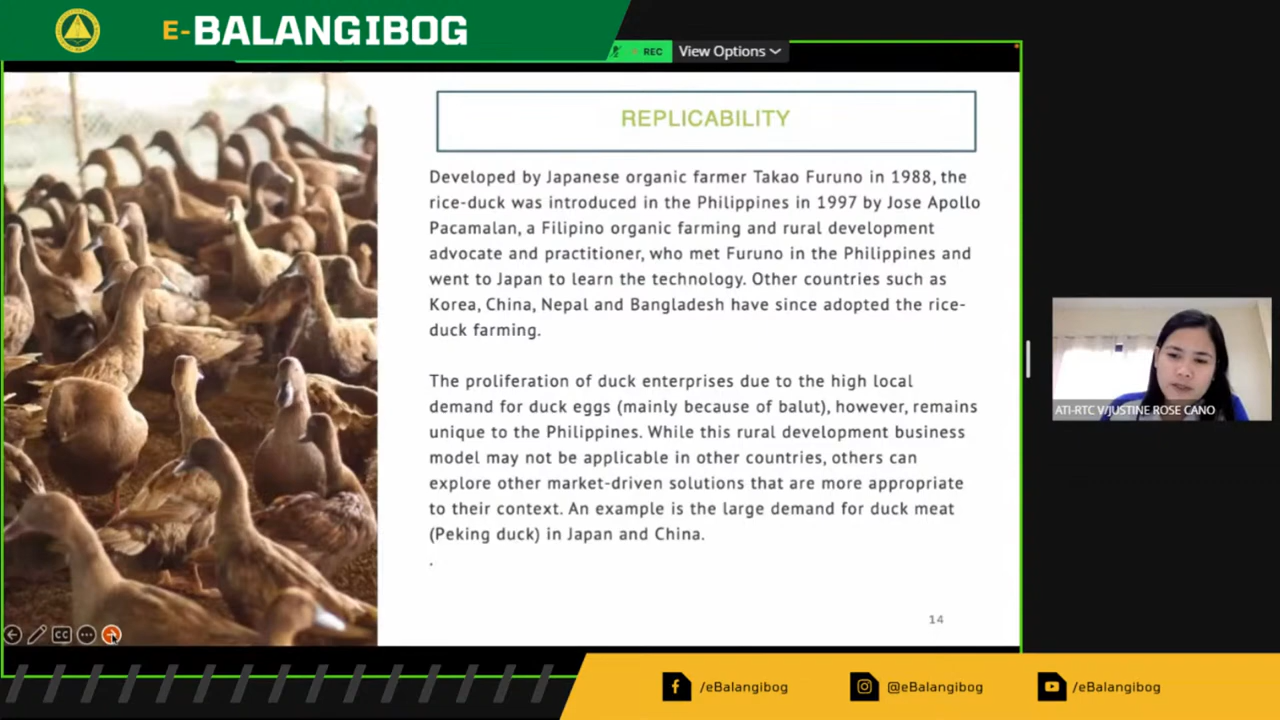 E-BALANGIBOG
REC View Options
REPLICABILITY
Developed by Japanese organic farmer Takao Furuno in 1988, the
rice-duck was introduced in the Philippines in 1997 by Jose Apollo
Pacamalan, a Filipino organic farming and rural development
advocate and practitioner, who met Furuno in the Philippines and
went to Japan to learn the technology. Other countries such as
Korea, China, Nepal and Bangladesh have since adopted the rice-
duck farming.
The proliferation of duck enterprises due to the high local
demand for duck eggs (mainly because of balut), however, remains
unique to the Philippines. While this rural development business
model may not be applicable in other countries, others can
explore other market-driven solutions that are more appropriate
to their context. An example is the large demand for duck meat
(Peking duck) in Japan and China.
.
14
CC
ATI-RTC V/JUSTINE ROSE CANO
/eBalangibog
@eBalangibog
/eBalangibog